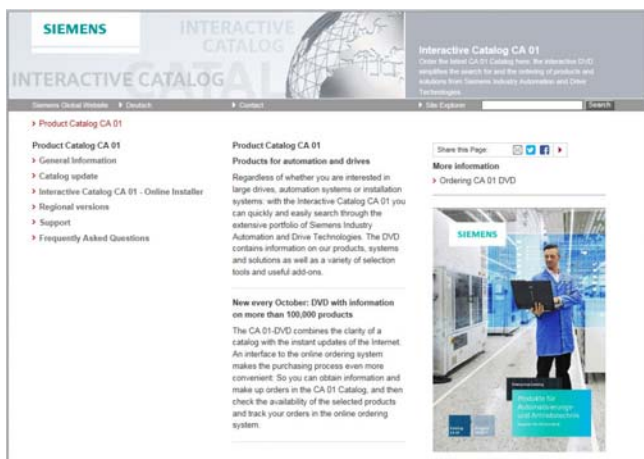 SIEMENS
INTERACTIVE
CATALOG
INTERACTIVE CATALOG
CATAL
Interactive Catalog CA 01
Order the latest CA 01 Catalog here: the interactive DVD
simplifies the search for and the ordering of products and
solutions from Siemens Industry Automation and Drive
Technologies.
Siemens Global Website Deutsch Contact Site Explorer Search
Product Catalog CA 01
Product Catalog CA 01
General Information
Catalog update
Interactive Catalog CA 01 - Online Installer
Regional versions
Support
Frequently Asked Questions
Product Catalog CA 01
Products for automation and drives
Regardless of whether you are interested in
large drives, automation systems or installation
systems: with the Interactive Catalog CA 01 you
can quickly and easily search through the
extensive portfolio of Siemens Industry
Automation and Drive Technologies. The DVD
contains information on our products, systems
and solutions as well as a variety of selection
tools and useful add-ons.
New every October: DVD with information
on more than 100,000 products
The CA 01-DVD combines the clarity of a
catalog with the instant updates of the Internet.
An interface to the online ordering system
makes the purchasing process even more
convenient: So you can obtain information and
make up orders in the CA 01 Catalog, and then
check the availability of the selected products
and track your orders in the online ordering
system.
Share this Page:
More information
Ordering CA 01 DVD
SIEMENS
Produkte für
Automatisierungs-
und Antriebstechnik